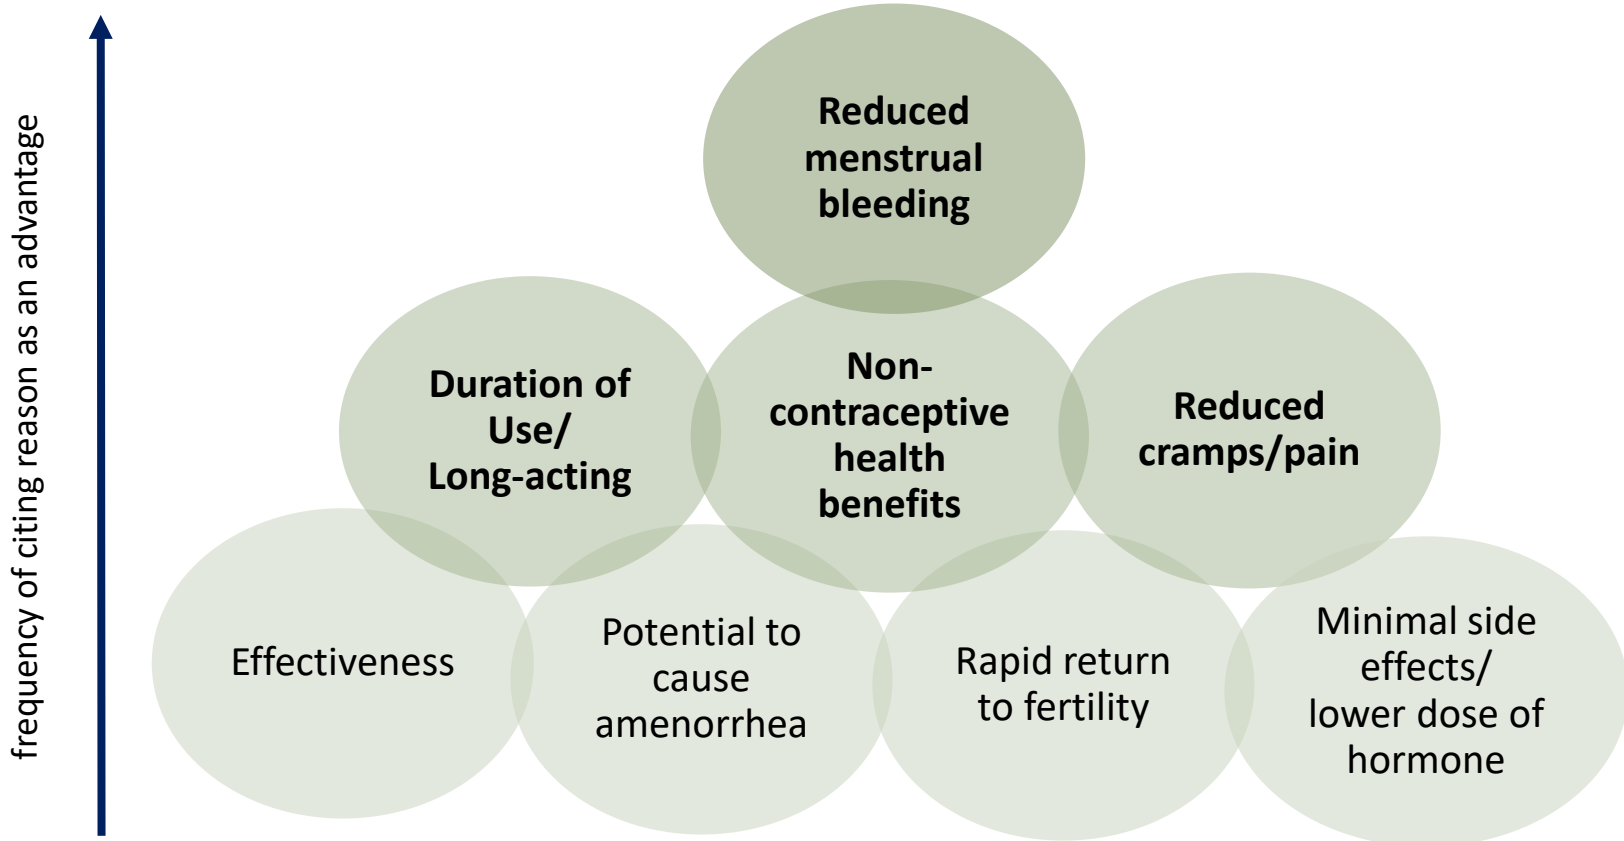 frequency of citing reason as an advantage
Reduced
menstrual
bleeding
Duration of
Use/
Long-acting
Non-
contraceptive
health
benefits
Reduced
cramps/pain
Effectiveness
Potential to
cause
amenorrhea
Rapid return
to fertility
Minimal side
effects/
lower dose of
hormone